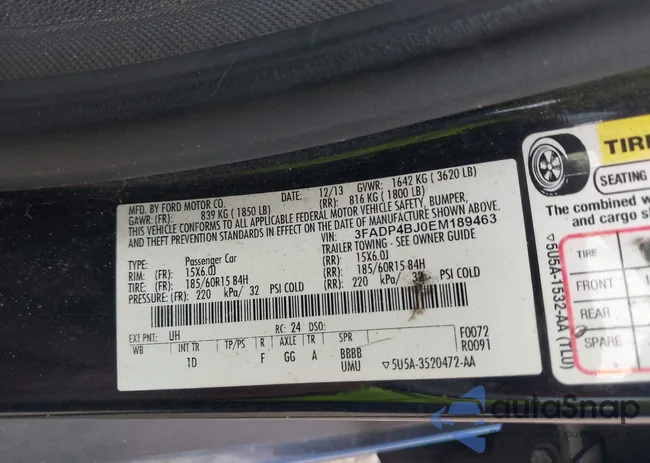 MFD. BY FORD MOTOR CO.
DATE: 12/13 GVWR: 1642 KG ( 3620 LB)
GAWR: (FR): 839 KG ( 1850 LB) (RR): 816 KG ( 1800 LB)
THIS VEHICLE CONFORMS TO ALL APPLICABLE FEDERAL MOTOR VEHICLE SAFETY, BUMPER,
AND THEFT PREVENTION STANDARDS IN EFFECT ON THE DATE OF MANUFACTURE SHOWN ABOVE.
VIN: 3FADP4BJ0EM189463
TYPE: Passenger Car TRAILER TOWING - SEE OWNER GUIDE
RIM: (FR): 15X6.0J (RR): 15X6.0J
TIRE: (FR): 185/60R15 84H (RR): 185/60R15 84H
PRESSURE: (FR): 220 kPa/ 32 PSI COLD (RR): 220 kPa/ 32 PSI COLD
EXT PNT: UH RC: 24 DSO: F0072
WB INT TR TP/PS R AXLE TR SPR R0091
1D F GG A BBBB
UMU ▽5U5A-3520472-AA
TIRE
SEATING
The combined w
and cargo s
TIRE
FRONT
REAR
SPARE
▽5U5A-1532-AA (TLU)
autoSnap